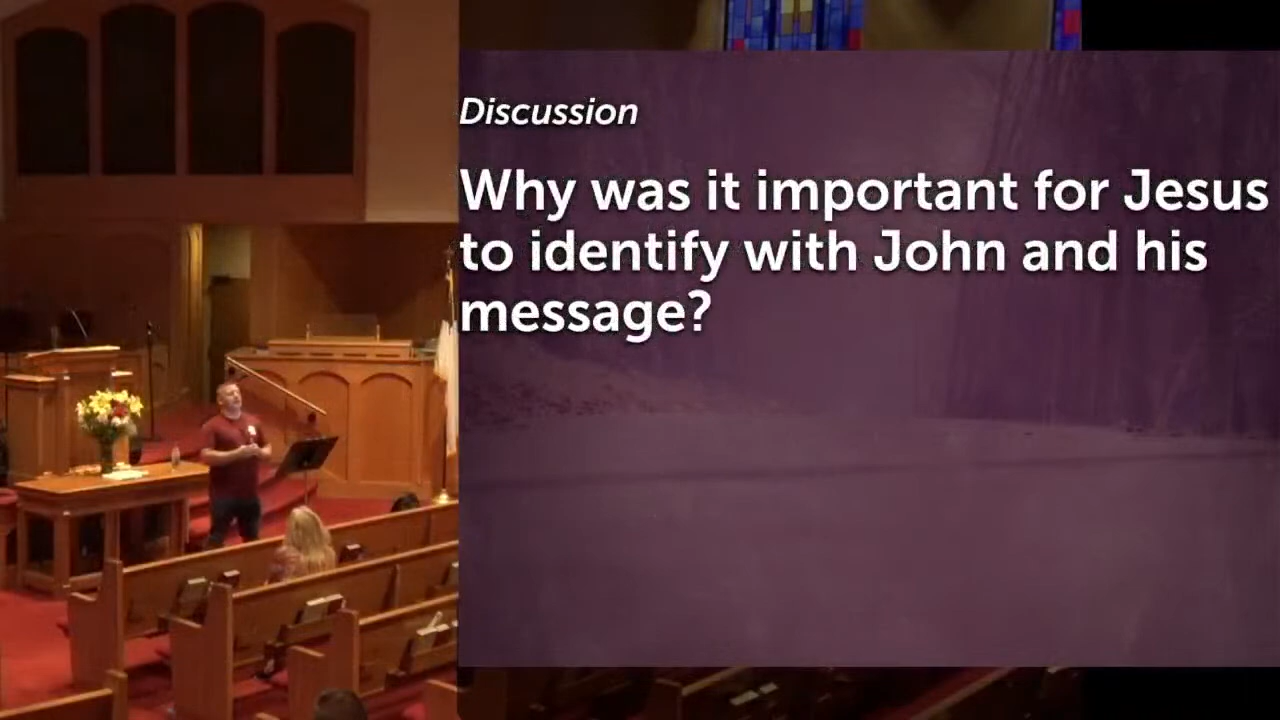 Discussion
Why was it important for Jesus
to identify with John and his
message?